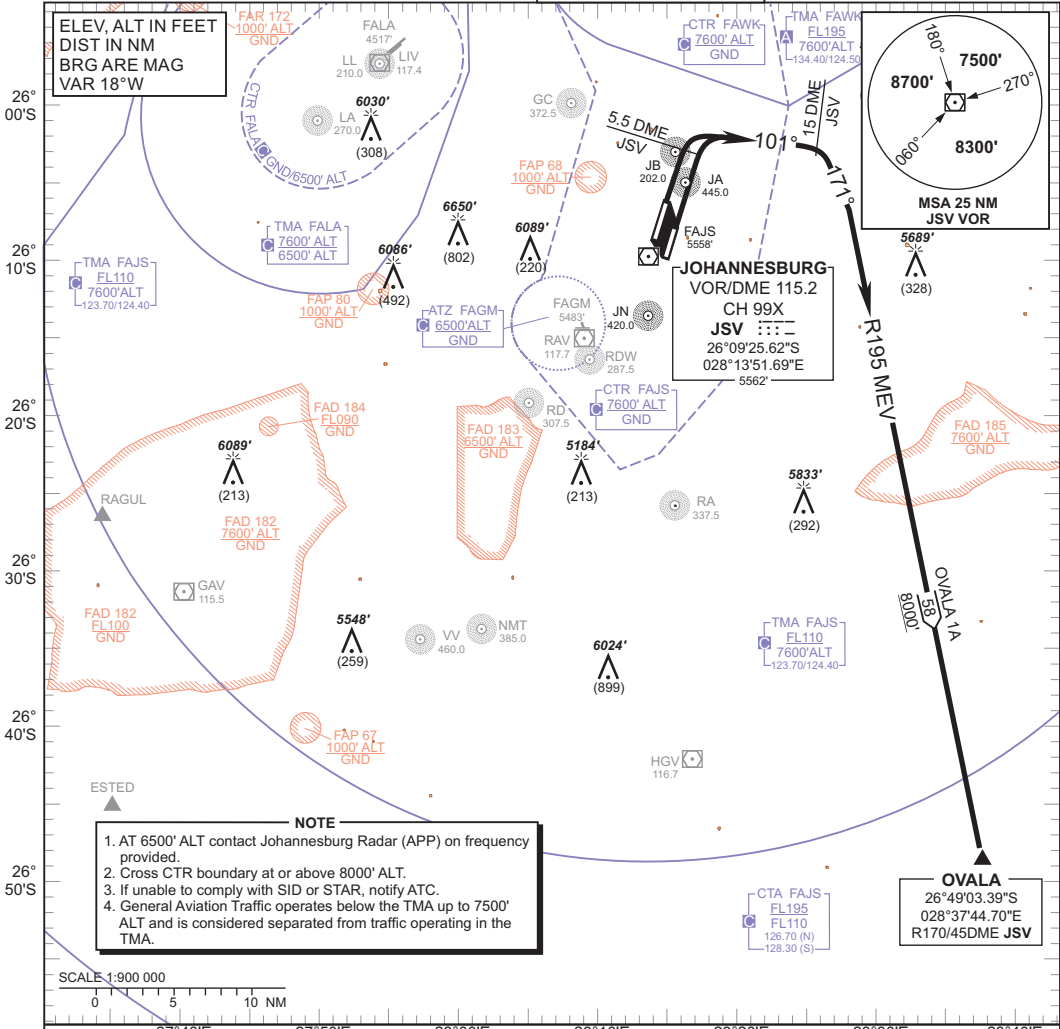 ELEV, ALT IN FEET
DIST IN NM
BRG ARE MAG
VAR 18°W
FAR 172
1000' ALT
GND
FALA
4517'
LL
210.0
LIV
117.4
LA
270.0
6030'
(308)
CTR FALA C GND/6500' ALT
GC
372.5
CTR FAWK
C
7600' ALT
GND
TMA FAWK
A
FL195
7600'ALT
134.40/124.50
180°
7500'
8700'
270°
060°
8300'
MSA 25 NM
JSV VOR
5.5 DME
JSV
JB
202.0
JA
445.0
101°
15 DME
JSV
171°
FAP 68
1000' ALT
GND
FAJS
5558'
TMA FALA
C
7600' ALT
6500' ALT
6650'
(802)
6089'
(220)
6086'
(492)
5689'
(328)
TMA FAJS
C
FL110
7600'ALT
123.70/124.40
FAP 80
1000' ALT
GND
ATZ FAGM
C
6500'ALT
GND
FAGM
5483'
RAV
117.7
RDW
287.5
JN
420.0
JOHANNESBURG
VOR/DME 115.2
CH 99X
JSV
26°09'25.62"S
028°13'51.69"E
5562'
R195 MEV
CTR FAJS
C
7600' ALT
GND
RD
307.5
FAD 184
FL090
GND
FAD 183
6500' ALT
GND
FAD 185
7600' ALT
GND
6089'
(213)
5184'
(213)
5833'
(292)
RAGUL
FAD 182
7600' ALT
GND
RA
337.5
GAV
115.5
FAD 182
FL100
GND
OVALA 1A
58
8000'
5548'
(259)
VV
460.0
NMT
385.0
6024'
(899)
TMA FAJS
C
FL110
7600'ALT
123.70/124.40
FAP 67
1000' ALT
GND
HGV
116.7
ESTED
NOTE
1. AT 6500' ALT contact Johannesburg Radar (APP) on frequency
provided.
2. Cross CTR boundary at or above 8000' ALT.
3. If unable to comply with SID or STAR, notify ATC.
4. General Aviation Traffic operates below the TMA up to 7500'
ALT and is considered separated from traffic operating in the
TMA.
CTA FAJS
C
FL195
FL110
126.70 (N)
128.30 (S)
OVALA
26°49'03.39"S
028°37'44.70"E
R170/45DME JSV
SCALE 1:900 000
0 5 10 NM
26°
00'S
26°
10'S
26°
20'S
26°
30'S
26°
40'S
26°
50'S